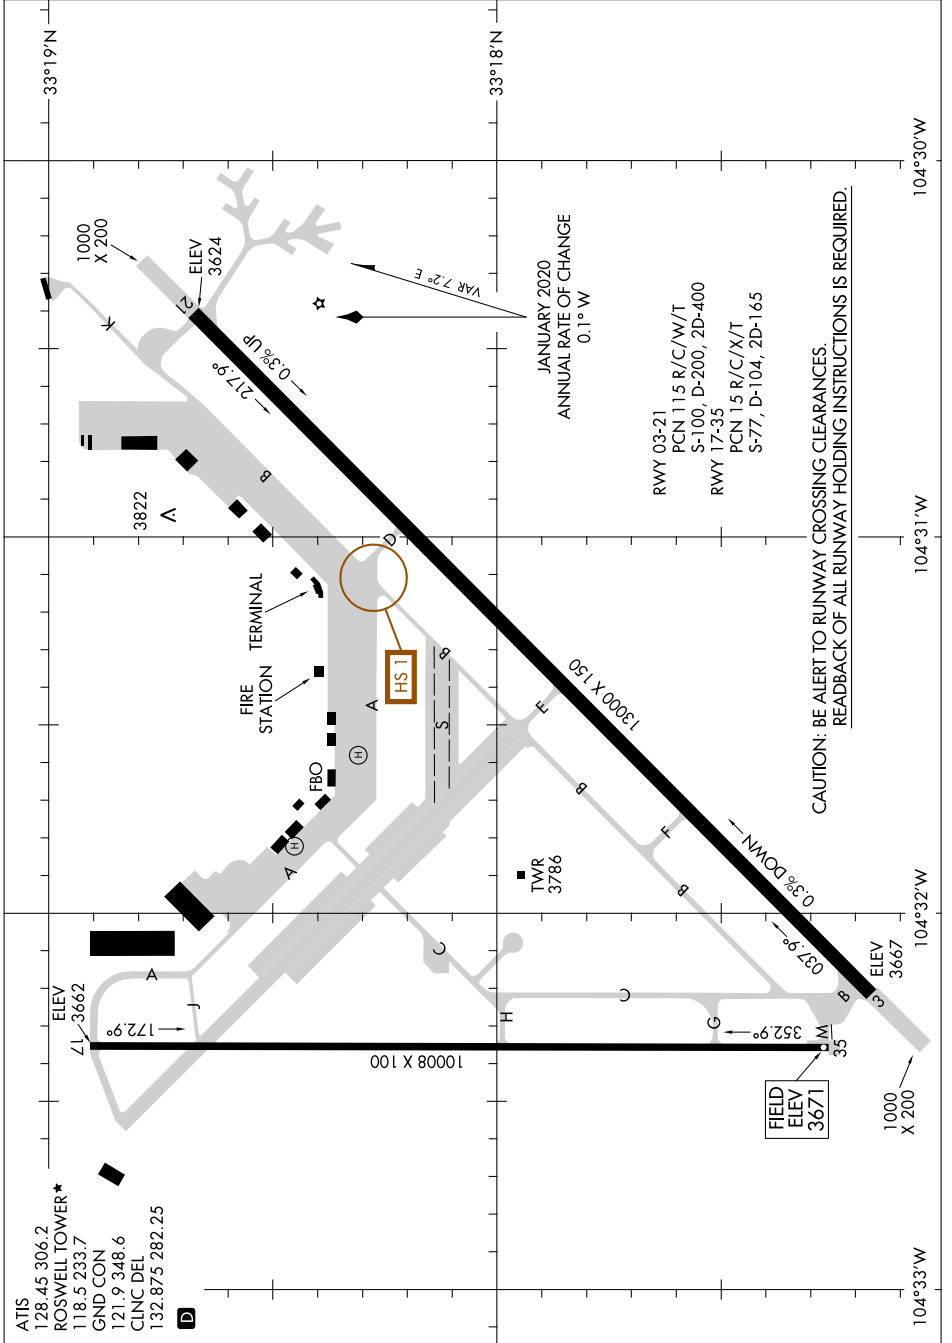 ATIS
128.45 306.2
ROSWELL TOWER★
118.5 233.7
GND CON
121.9 348.6
CLNC DEL
132.875 282.25
D
33°19'N
33°18'N
104°30'W
104°31'W
104°32'W
104°33'W
1000
X 200
ELEV
3624
K
21
217.9°
0.3% UP
VAR 7.2° E
JANUARY 2020
ANNUAL RATE OF CHANGE
0.1° W
3822
B
D
TERMINAL
FIRE
STATION
HS 1
A
B
S
H
FBO
H
A
F
13000 X 150
B
F
B
TWR
3786
C
A
ELEV
3662
17
172.9°
J
10008 X 100
H
C
G
352.9°
W
35
FIELD
ELEV
3671
B
3
ELEV
3667
037.9°
0.3% DOWN
1000
X 200
RWY 03-21
PCN 115 R/C/W/T
S-100, D-200, 2D-400
RWY 17-35
PCN 15 R/C/X/T
S-77, D-104, 2D-165
CAUTION: BE ALERT TO RUNWAY CROSSING CLEARANCES.
READBACK OF ALL RUNWAY HOLDING INSTRUCTIONS IS REQUIRED.